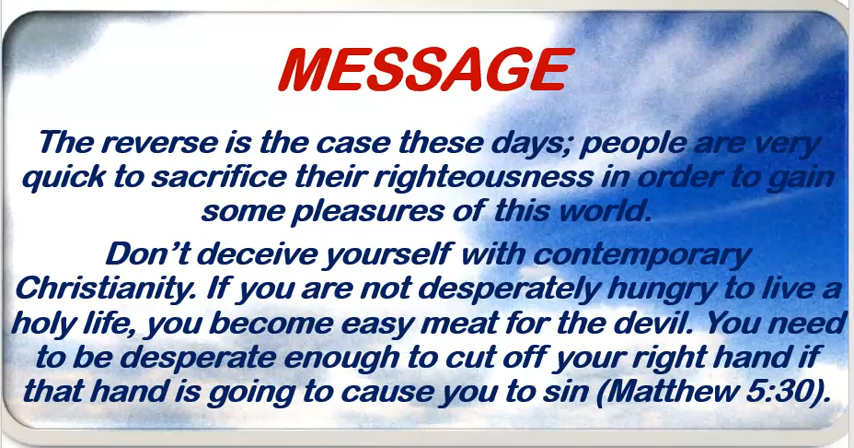 MESSAGE
The reverse is the case these days; people are very
quick to sacrifice their righteousness in order to gain
some pleasures of this world.
Don’t deceive yourself with contemporary
Christianity. If you are not desperately hungry to live a
holy life, you become easy meat for the devil. You need
to be desperate enough to cut off your right hand if
that hand is going to cause you to sin (Matthew 5:30).